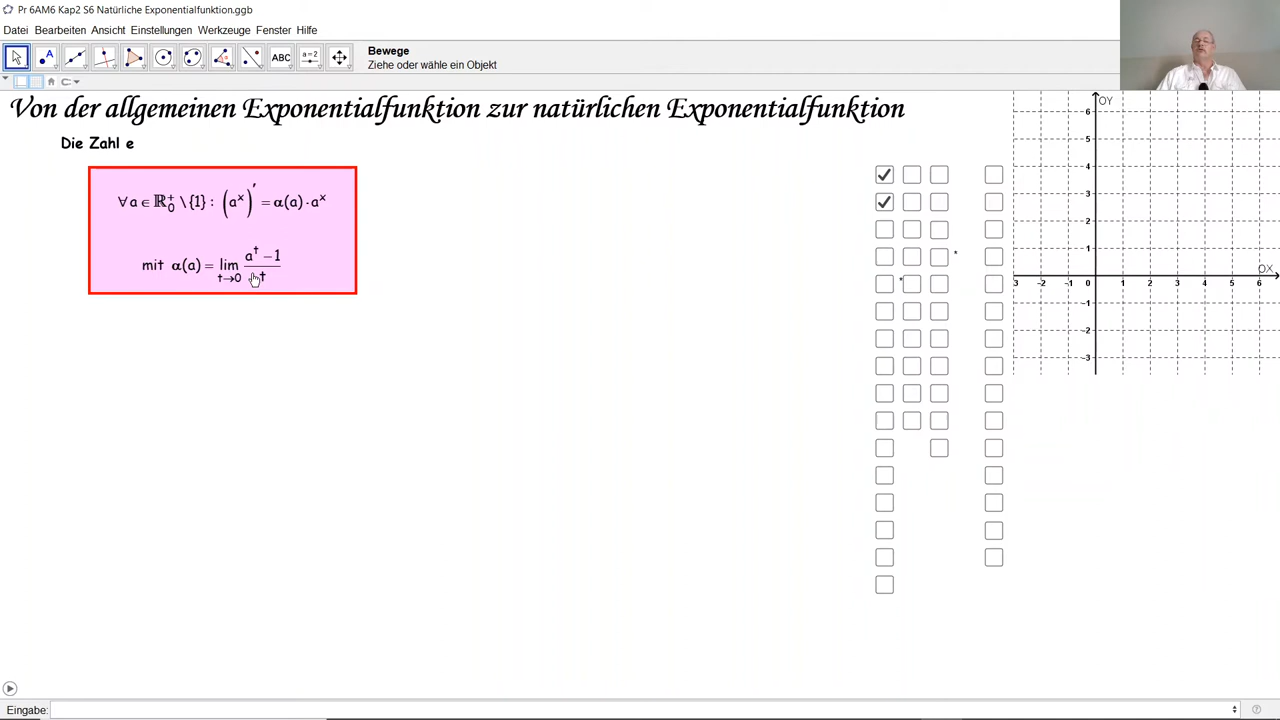 Pr 6AM6 Kap2 S6 Natürliche Exponentialfunktion.ggb
Datei Bearbeiten Ansicht Einstellungen Werkzeuge Fenster Hilfe
A ABC a=2 Bewege
Ziehe oder wähle ein Objekt
Von der allgemeinen Exponentialfunktion zur natürlichen Exponentialfunktion
Die Zahl e
∀ a ∈ ℝ₀⁺ \ {1} : (aˣ)′ = α(a) · aˣ
mit α(a) = lim t→0 (aᵗ − 1)/t
OY
6
5
4
3
2
1
3 −2 −1 0 1 2 3 4 5 6 OX
−1
−2
−3
*
*
Eingabe: